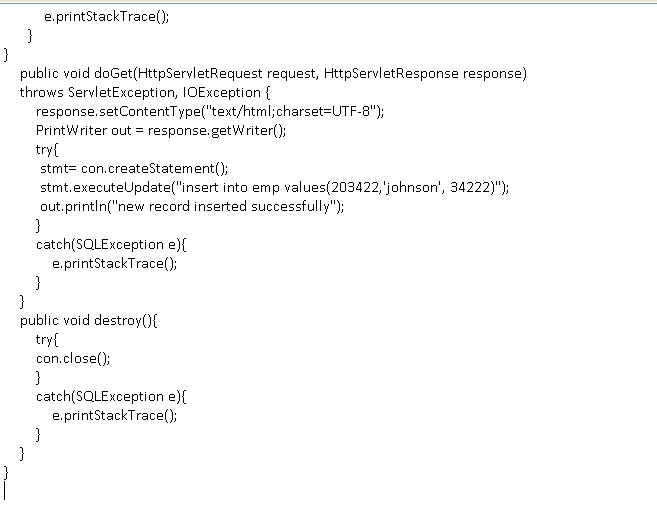 e.printStackTrace();
}
}
public void doGet(HttpServletRequest request, HttpServletResponse response)
throws ServletException, IOException {
response.setContentType("text/html;charset=UTF-8");
PrintWriter out = response.getWriter();
try{
stmt= con.createStatement();
stmt.executeUpdate("insert into emp values(203422,'johnson', 34222)");
out.println("new record inserted successfully");
}
catch(SQLException e){
e.printStackTrace();
}
}
public void destroy(){
try{
con.close();
}
catch(SQLException e){
e.printStackTrace();
}
}
}